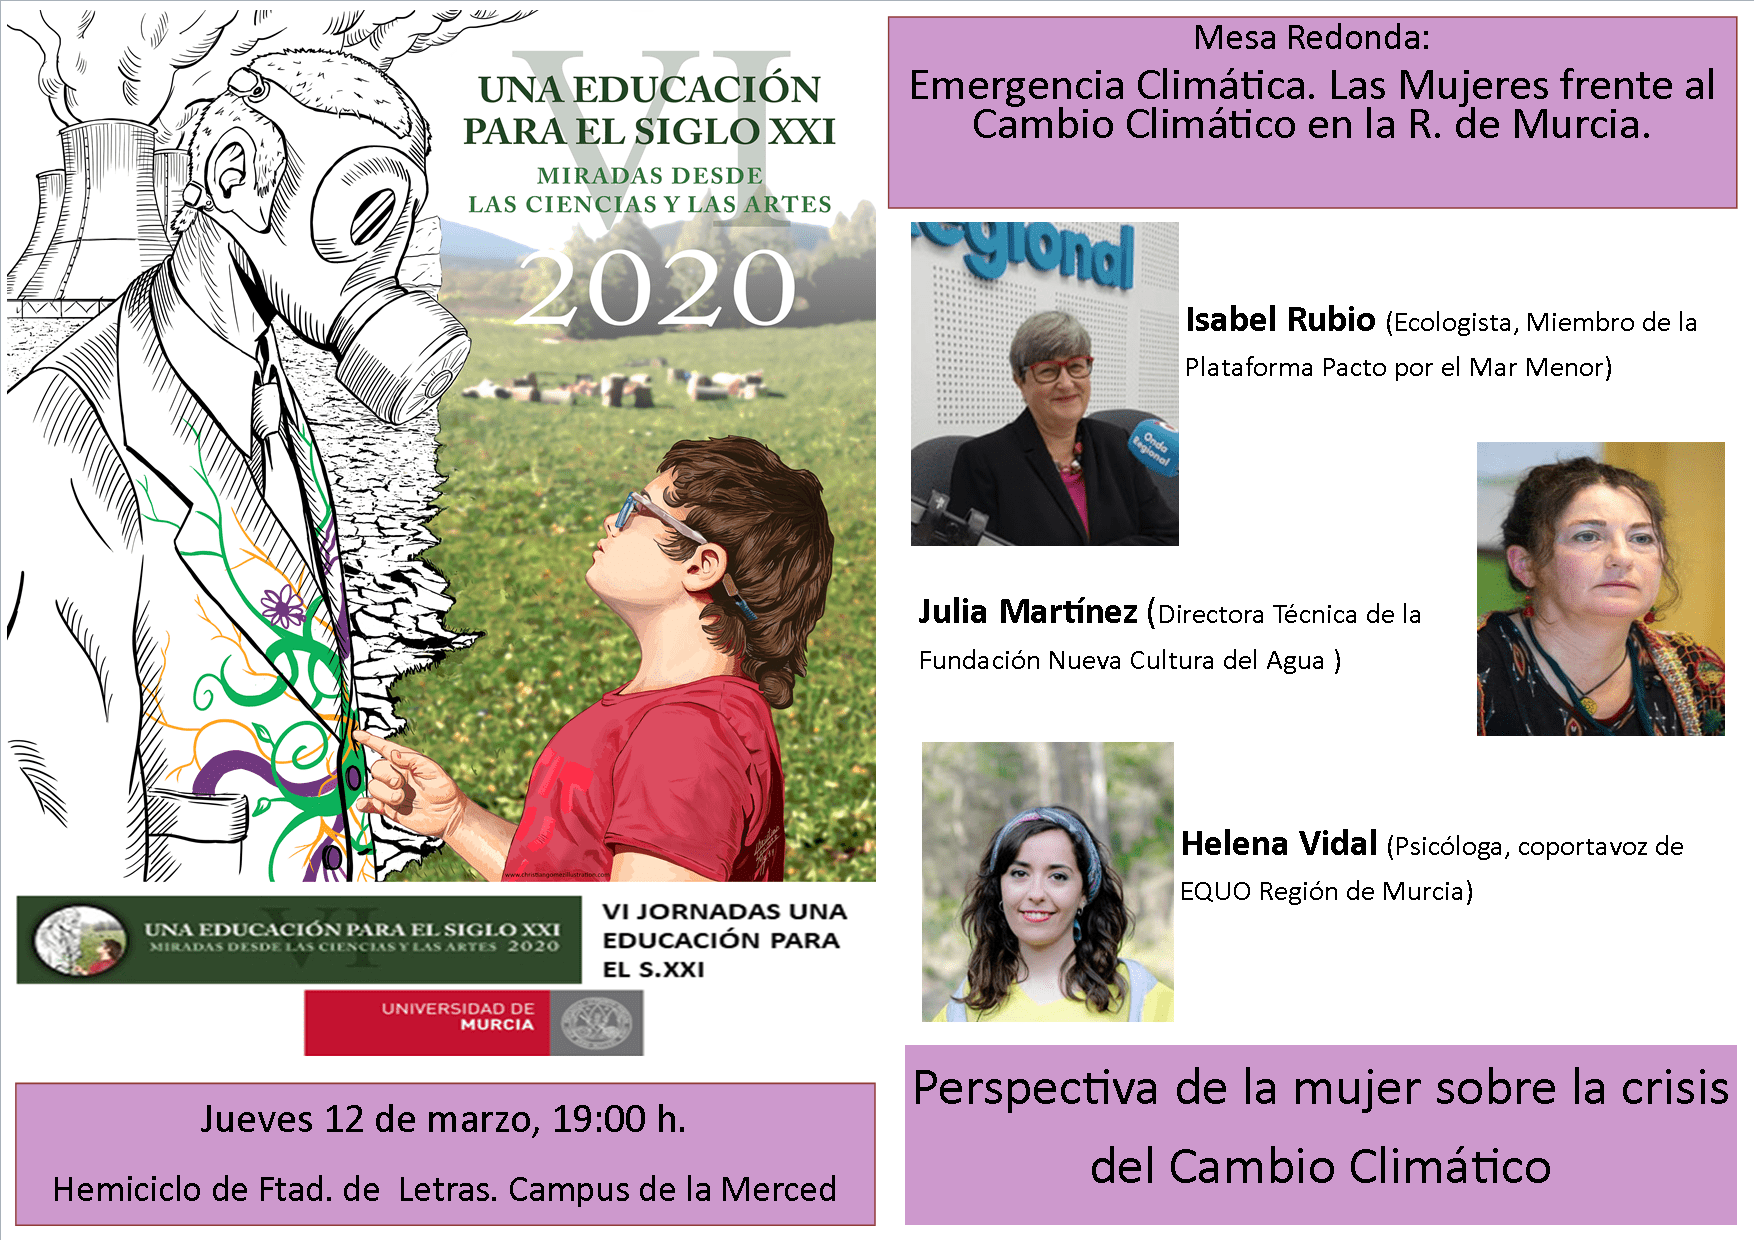 VI
UNA EDUCACIÓN
PARA EL SIGLO XXI
MIRADAS DESDE
LAS CIENCIAS Y LAS ARTES
2020
www.christiangomezillustration.com
VI
UNA EDUCACIÓN PARA EL SIGLO XXI
MIRADAS DESDE LAS CIENCIAS Y LAS ARTES 2020
VI JORNADAS UNA
EDUCACIÓN PARA
EL S.XXI
UNIVERSIDAD DE
MURCIA
Jueves 12 de marzo, 19:00 h.
Hemiciclo de Ftad. de Letras. Campus de la Merced
Mesa Redonda:
Emergencia Climática. Las Mujeres frente al
Cambio Climático en la R. de Murcia.
Regional
Onda
Regional
Isabel Rubio (Ecologista, Miembro de la
Plataforma Pacto por el Mar Menor)
Julia Martínez (Directora Técnica de la
Fundación Nueva Cultura del Agua )
Helena Vidal (Psicóloga, coportavoz de
EQUO Región de Murcia)
Perspectiva de la mujer sobre la crisis
del Cambio Climático